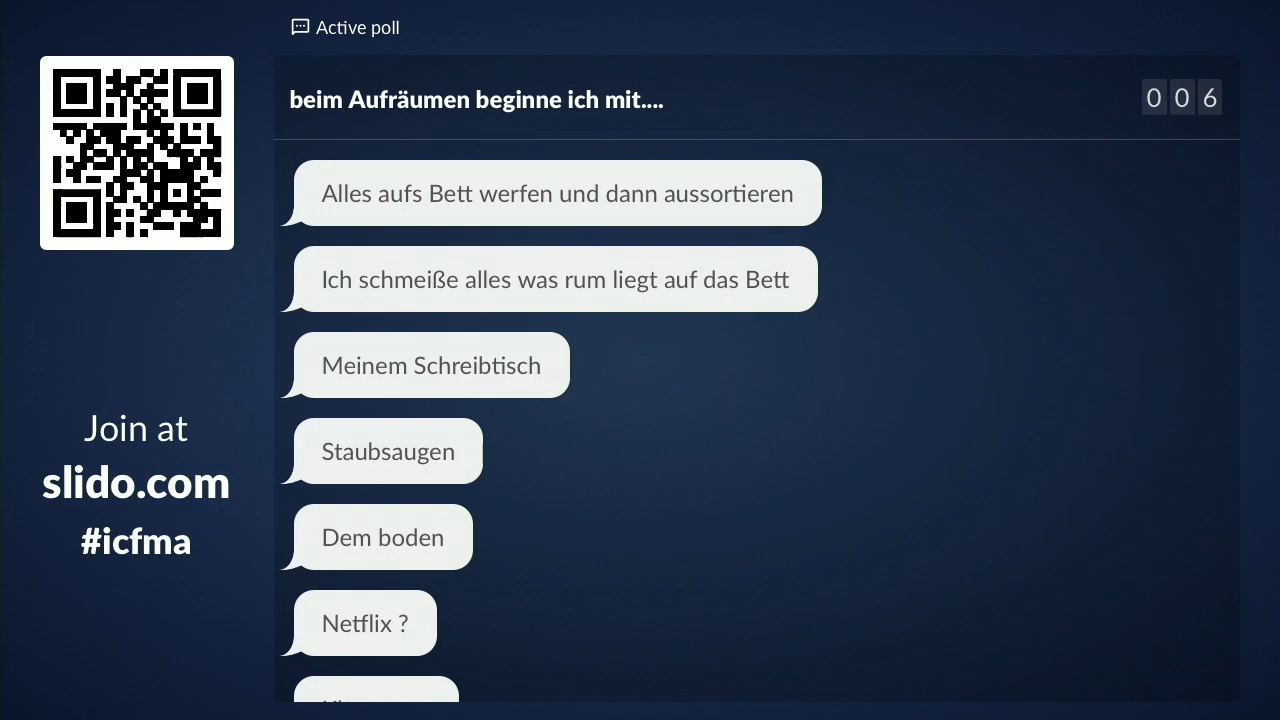 Active poll
beim Aufräumen beginne ich mit....
006
Alles aufs Bett werfen und dann aussortieren
Ich schmeiße alles was rum liegt auf das Bett
Meinem Schreibtisch
Staubsaugen
Dem boden
Netflix ?
Join at
slido.com
#icfma